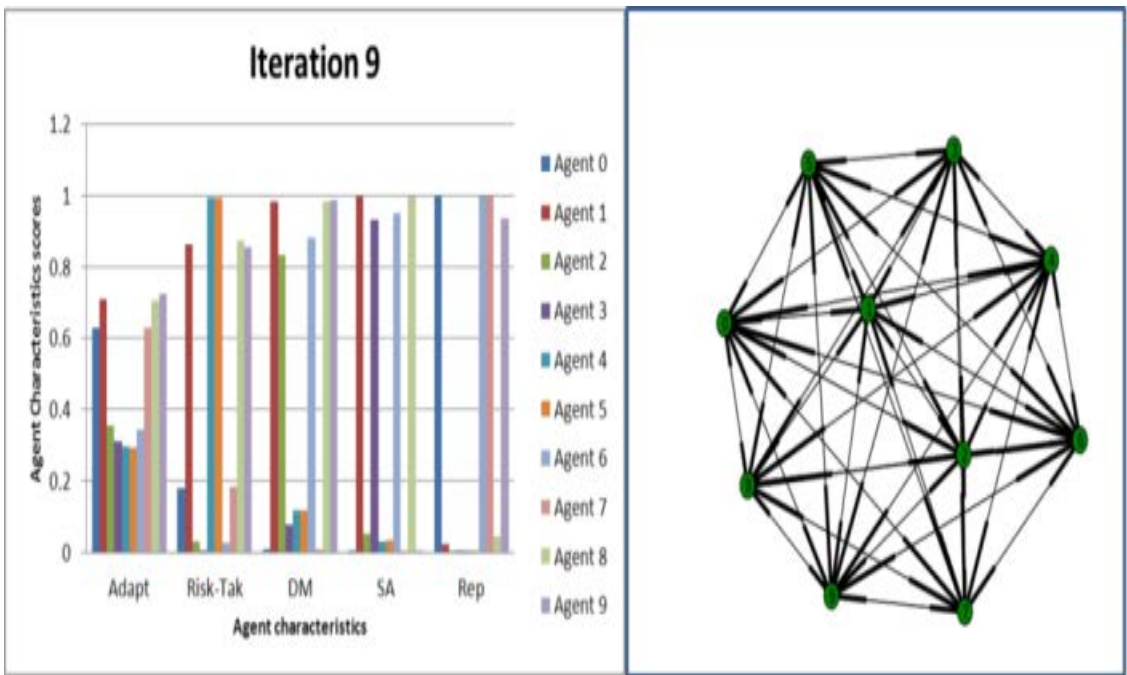 Iteration 9
Agent Characteristics scores
1.2
1
0.8
0.6
0.4
0.2
0
Adapt Risk-Tak DM SA Rep
Agent characteristics
Agent 0
Agent 1
Agent 2
Agent 3
Agent 4
Agent 5
Agent 6
Agent 7
Agent 8
Agent 9